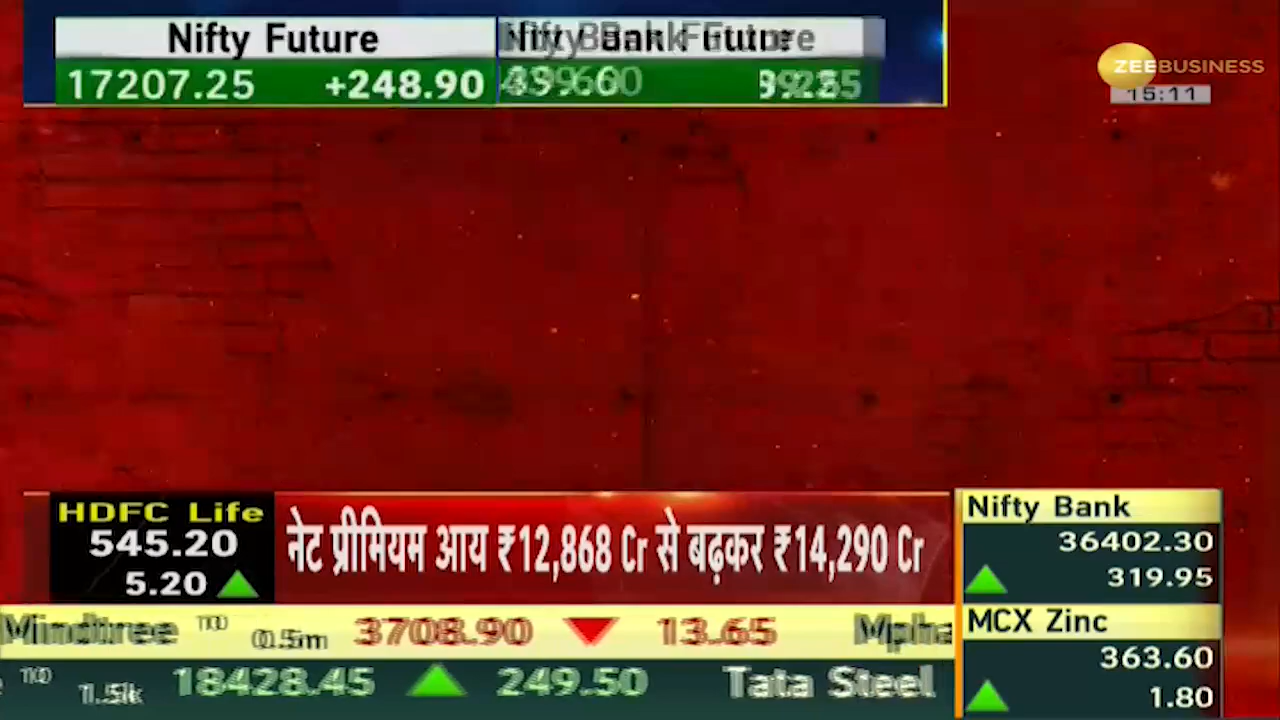 Nifty Future
17207.25 +248.90
ZEEBUSINESS
15:11
HDFC Life
545.20
5.20
नेट प्रीमियम आय ₹12,868 Cr से बढ़कर ₹14,290 Cr
Nifty Bank
36402.30
319.95
MCX Zinc
363.60
1.80
Mindtree 0.5m 3708.90 13.65 Mpha
1.5k 18428.45 249.50 Tata Steel